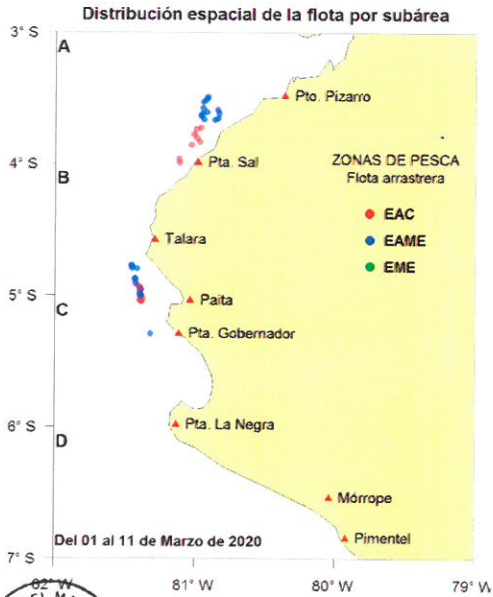 Distribución espacial de la flota por subárea
3° S
A
Pto. Pizarro
4° S
Pta. Sal
ZONAS DE PESCA
B
Flota arrastrera
EAC
Talara
EAME
EME
5° S
Paita
C
Pta. Gobernador
6° S
Pta. La Negra
D
Mórrope
Del 01 al 11 de Marzo de 2020
Pimentel
7° S
62° W
81° W
80° W
79° W